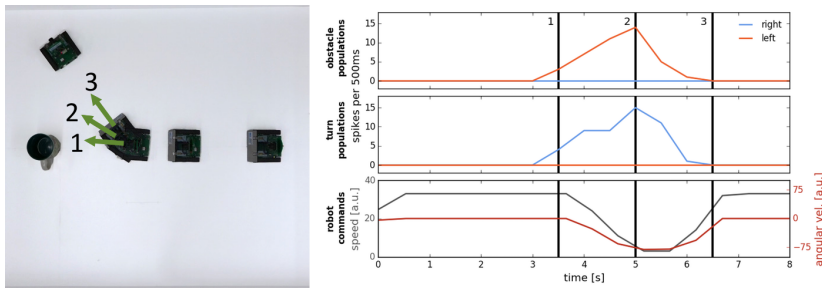 3
2
1
obstacle
populations
15
10
5
0
1
2
3
right
left
turn
populations
spikes per 500ms
15
10
5
0
robot
commands
speed [a.u.]
40
20
0
75
0
−75
angular vel. [a.u.]
0 1 2 3 4 5 6 7 8
time [s]